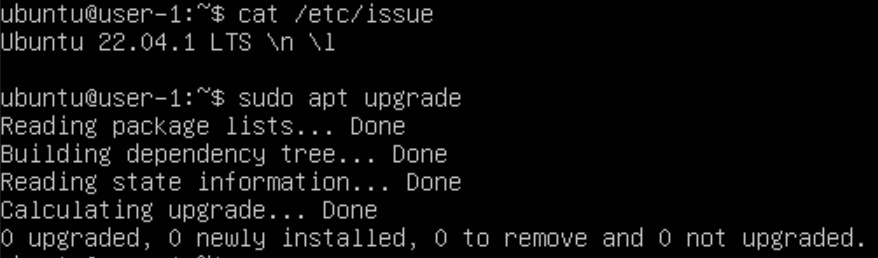 ubuntu@user-1:~$ cat /etc/issue
Ubuntu 22.04.1 LTS \n \l
ubuntu@user-1:~$ sudo apt upgrade
Reading package lists... Done
Building dependency tree... Done
Reading state information... Done
Calculating upgrade... Done
0 upgraded, 0 newly installed, 0 to remove and 0 not upgraded.